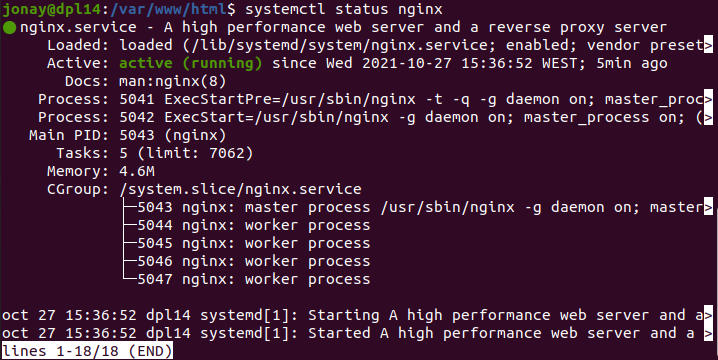 jonay@dpl14:/var/www/html$ systemctl status nginx
● nginx.service - A high performance web server and a reverse proxy server
     Loaded: loaded (/lib/systemd/system/nginx.service; enabled; vendor preset>
     Active: active (running) since Wed 2021-10-27 15:36:52 WEST; 5min ago
       Docs: man:nginx(8)
    Process: 5041 ExecStartPre=/usr/sbin/nginx -t -q -g daemon on; master_proc>
    Process: 5042 ExecStart=/usr/sbin/nginx -g daemon on; master_process on; (>
   Main PID: 5043 (nginx)
      Tasks: 5 (limit: 7062)
     Memory: 4.6M
     CGroup: /system.slice/nginx.service
             ├─5043 nginx: master process /usr/sbin/nginx -g daemon on; master>
             ├─5044 nginx: worker process
             ├─5045 nginx: worker process
             ├─5046 nginx: worker process
             └─5047 nginx: worker process
oct 27 15:36:52 dpl14 systemd[1]: Starting A high performance web server and a>
oct 27 15:36:52 dpl14 systemd[1]: Started A high performance web server and a >
lines 1-18/18 (END)